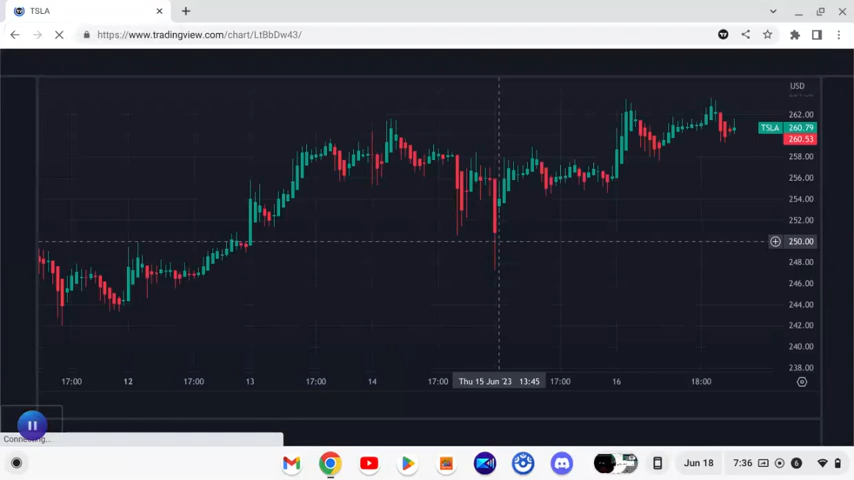 TSLA
https://www.tradingview.com/chart/LtBbDw43/
USD
262.00
TSLA 260.79
260.53
258.00
256.00
254.00
252.00
250.00
248.00
246.00
244.00
242.00
240.00
238.00
17:00 12 17:00 13 17:00 14 17:00 Thu 15 Jun '23 13:45 17:00 16 18:00
Connecting...
Jun 18 7:36 6